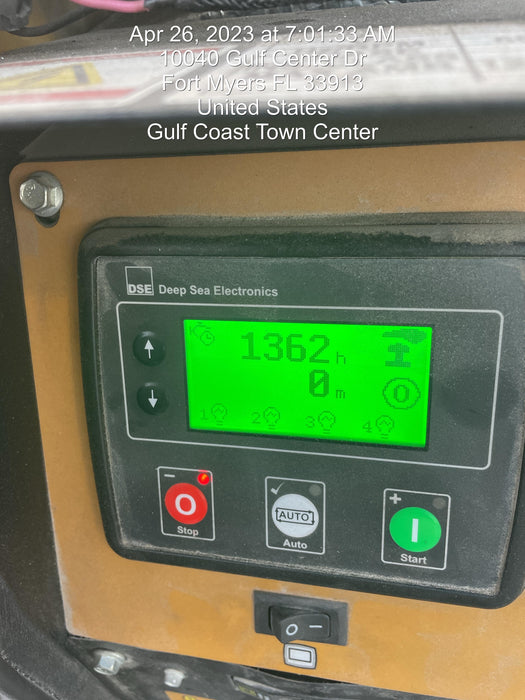 Apr 26, 2023 at 7:01:33 AM
10040 Gulf Center Dr
Fort Myers FL 33913
United States
Gulf Coast Town Center
DSE Deep Sea Electronics
1362 h
0 m
1 2 3 4
O AUTO I
Stop Auto Start
O –